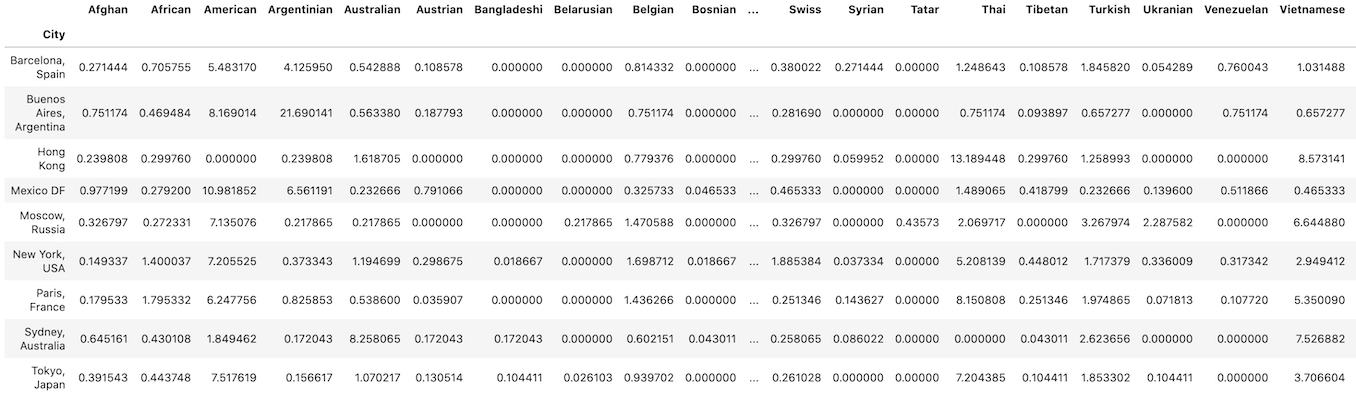 Afghan African American Argentinian Australian Austrian Bangladeshi Belarusian Belgian Bosnian ... Swiss Syrian Tatar Thai Tibetan Turkish Ukranian Venezuelan Vietnamese
City
Barcelona,
Spain 0.271444 0.705755 5.483170 4.125950 0.542888 0.108578 0.000000 0.000000 0.814332 0.000000 ... 0.380022 0.271444 0.00000 1.248643 0.108578 1.845820 0.054289 0.760043 1.031488
Buenos
Aires,
Argentina 0.751174 0.469484 8.169014 21.690141 0.563380 0.187793 0.000000 0.000000 0.751174 0.000000 ... 0.281690 0.000000 0.00000 0.751174 0.093897 0.657277 0.000000 0.751174 0.657277
Hong
Kong 0.239808 0.299760 0.000000 0.239808 1.618705 0.000000 0.000000 0.000000 0.779376 0.000000 ... 0.299760 0.059952 0.00000 13.189448 0.299760 1.258993 0.000000 0.000000 8.573141
Mexico DF 0.977199 0.279200 10.981852 6.561191 0.232666 0.791066 0.000000 0.000000 0.325733 0.046533 ... 0.465333 0.000000 0.00000 1.489065 0.418799 0.232666 0.139600 0.511866 0.465333
Moscow,
Russia 0.326797 0.272331 7.135076 0.217865 0.217865 0.000000 0.000000 0.217865 1.470588 0.000000 ... 0.326797 0.000000 0.43573 2.069717 0.000000 3.267974 2.287582 0.000000 6.644880
New York,
USA 0.149337 1.400037 7.205525 0.373343 1.194699 0.298675 0.018667 0.000000 1.698712 0.018667 ... 1.885384 0.037334 0.00000 5.208139 0.448012 1.717379 0.336009 0.317342 2.949412
Paris,
France 0.179533 1.795332 6.247756 0.825853 0.538600 0.035907 0.000000 0.000000 1.436266 0.000000 ... 0.251346 0.143627 0.00000 8.150808 0.251346 1.974865 0.071813 0.107720 5.350090
Sydney,
Australia 0.645161 0.430108 1.849462 0.172043 8.258065 0.172043 0.172043 0.000000 0.602151 0.043011 ... 0.258065 0.086022 0.00000 0.000000 0.043011 2.623656 0.000000 0.000000 7.526882
Tokyo,
Japan 0.391543 0.443748 7.517619 0.156617 1.070217 0.130514 0.104411 0.026103 0.939702 0.000000 ... 0.261028 0.000000 0.00000 7.204385 0.104411 1.853302 0.104411 0.000000 3.706604